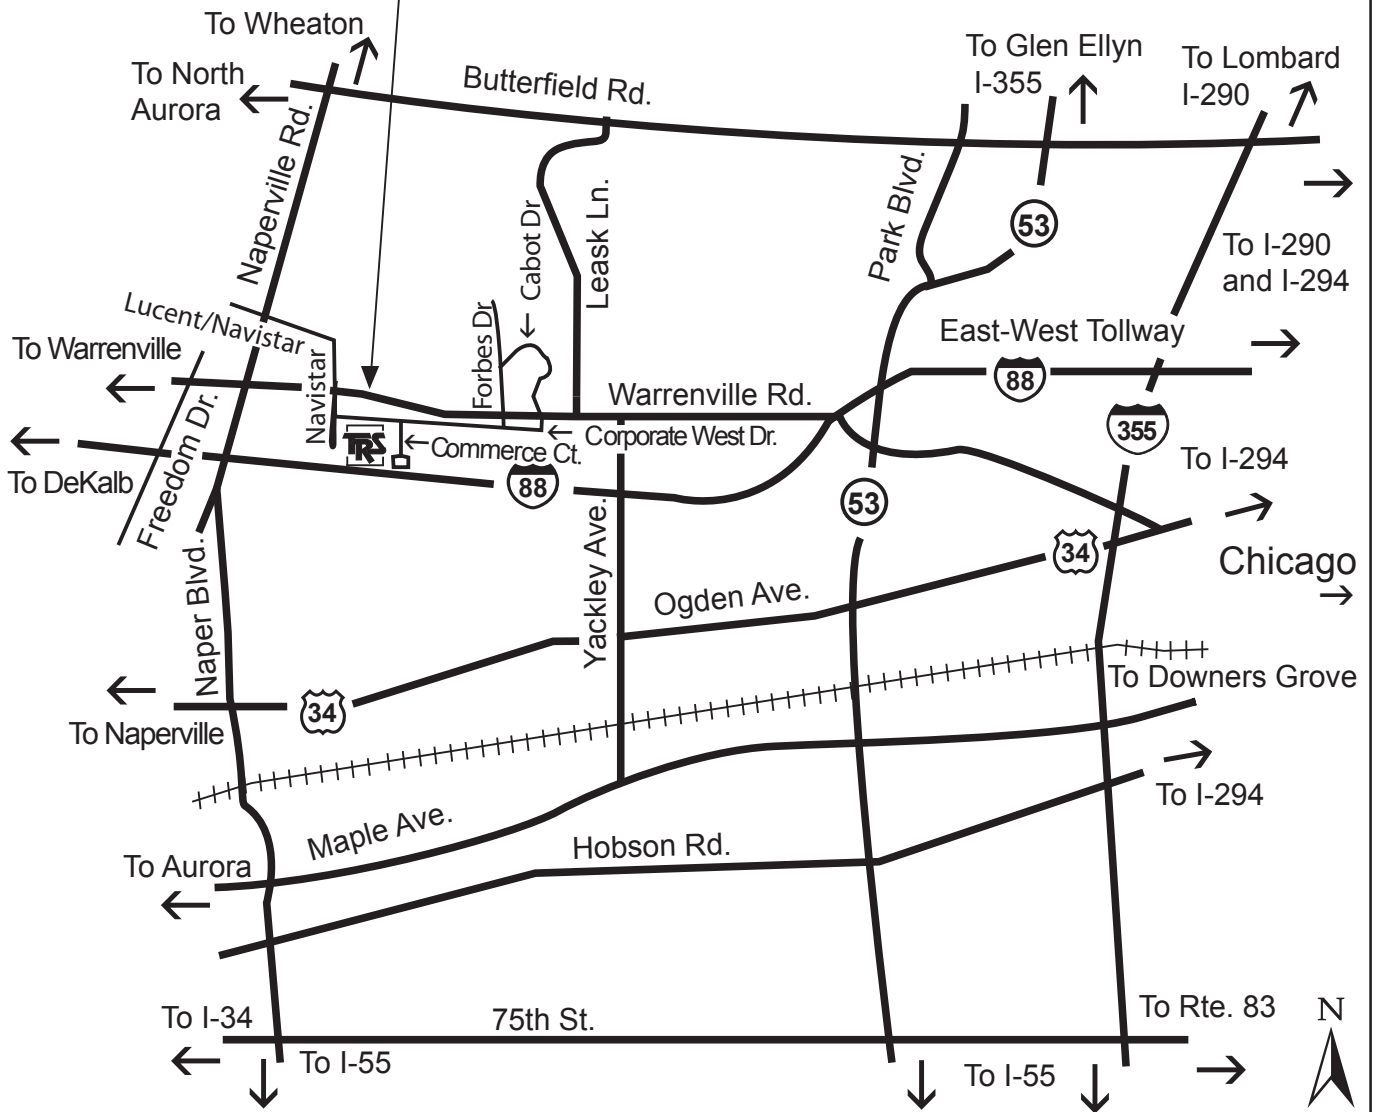 To Wheaton
To Glen Ellyn
I-355
To Lombard
I-290
To North
Aurora
Butterfield Rd.
Naperville Rd.
Park Blvd.
Leask Ln.
Cabot Dr
53
To I-290
and I-294
Lucent/Navistar
Forbes Dr
East-West Tollway
88
To Warrenville
Navistar
Warrenville Rd.
355
TRS
Commerce Ct.
Corporate West Dr.
To DeKalb
Freedom Dr.
88
53
To I-294
34
Chicago
Naper Blvd.
Yackley Ave.
Ogden Ave.
34
To Naperville
To Downers Grove
To I-294
Maple Ave.
Hobson Rd.
To Aurora
To I-34
75th St.
To Rte. 83
N
To I-55
To I-55